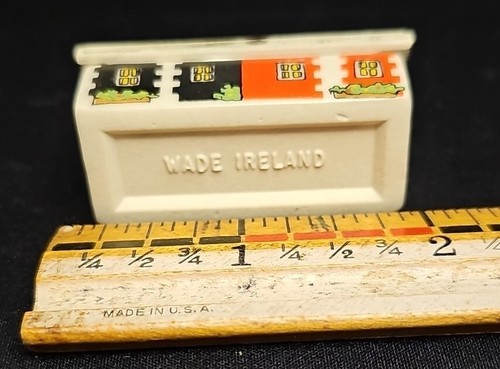 WADE IRELAND
1/4 1/2 3/4 1 1/4 1/2 3/4 2
MADE IN U.S.A.